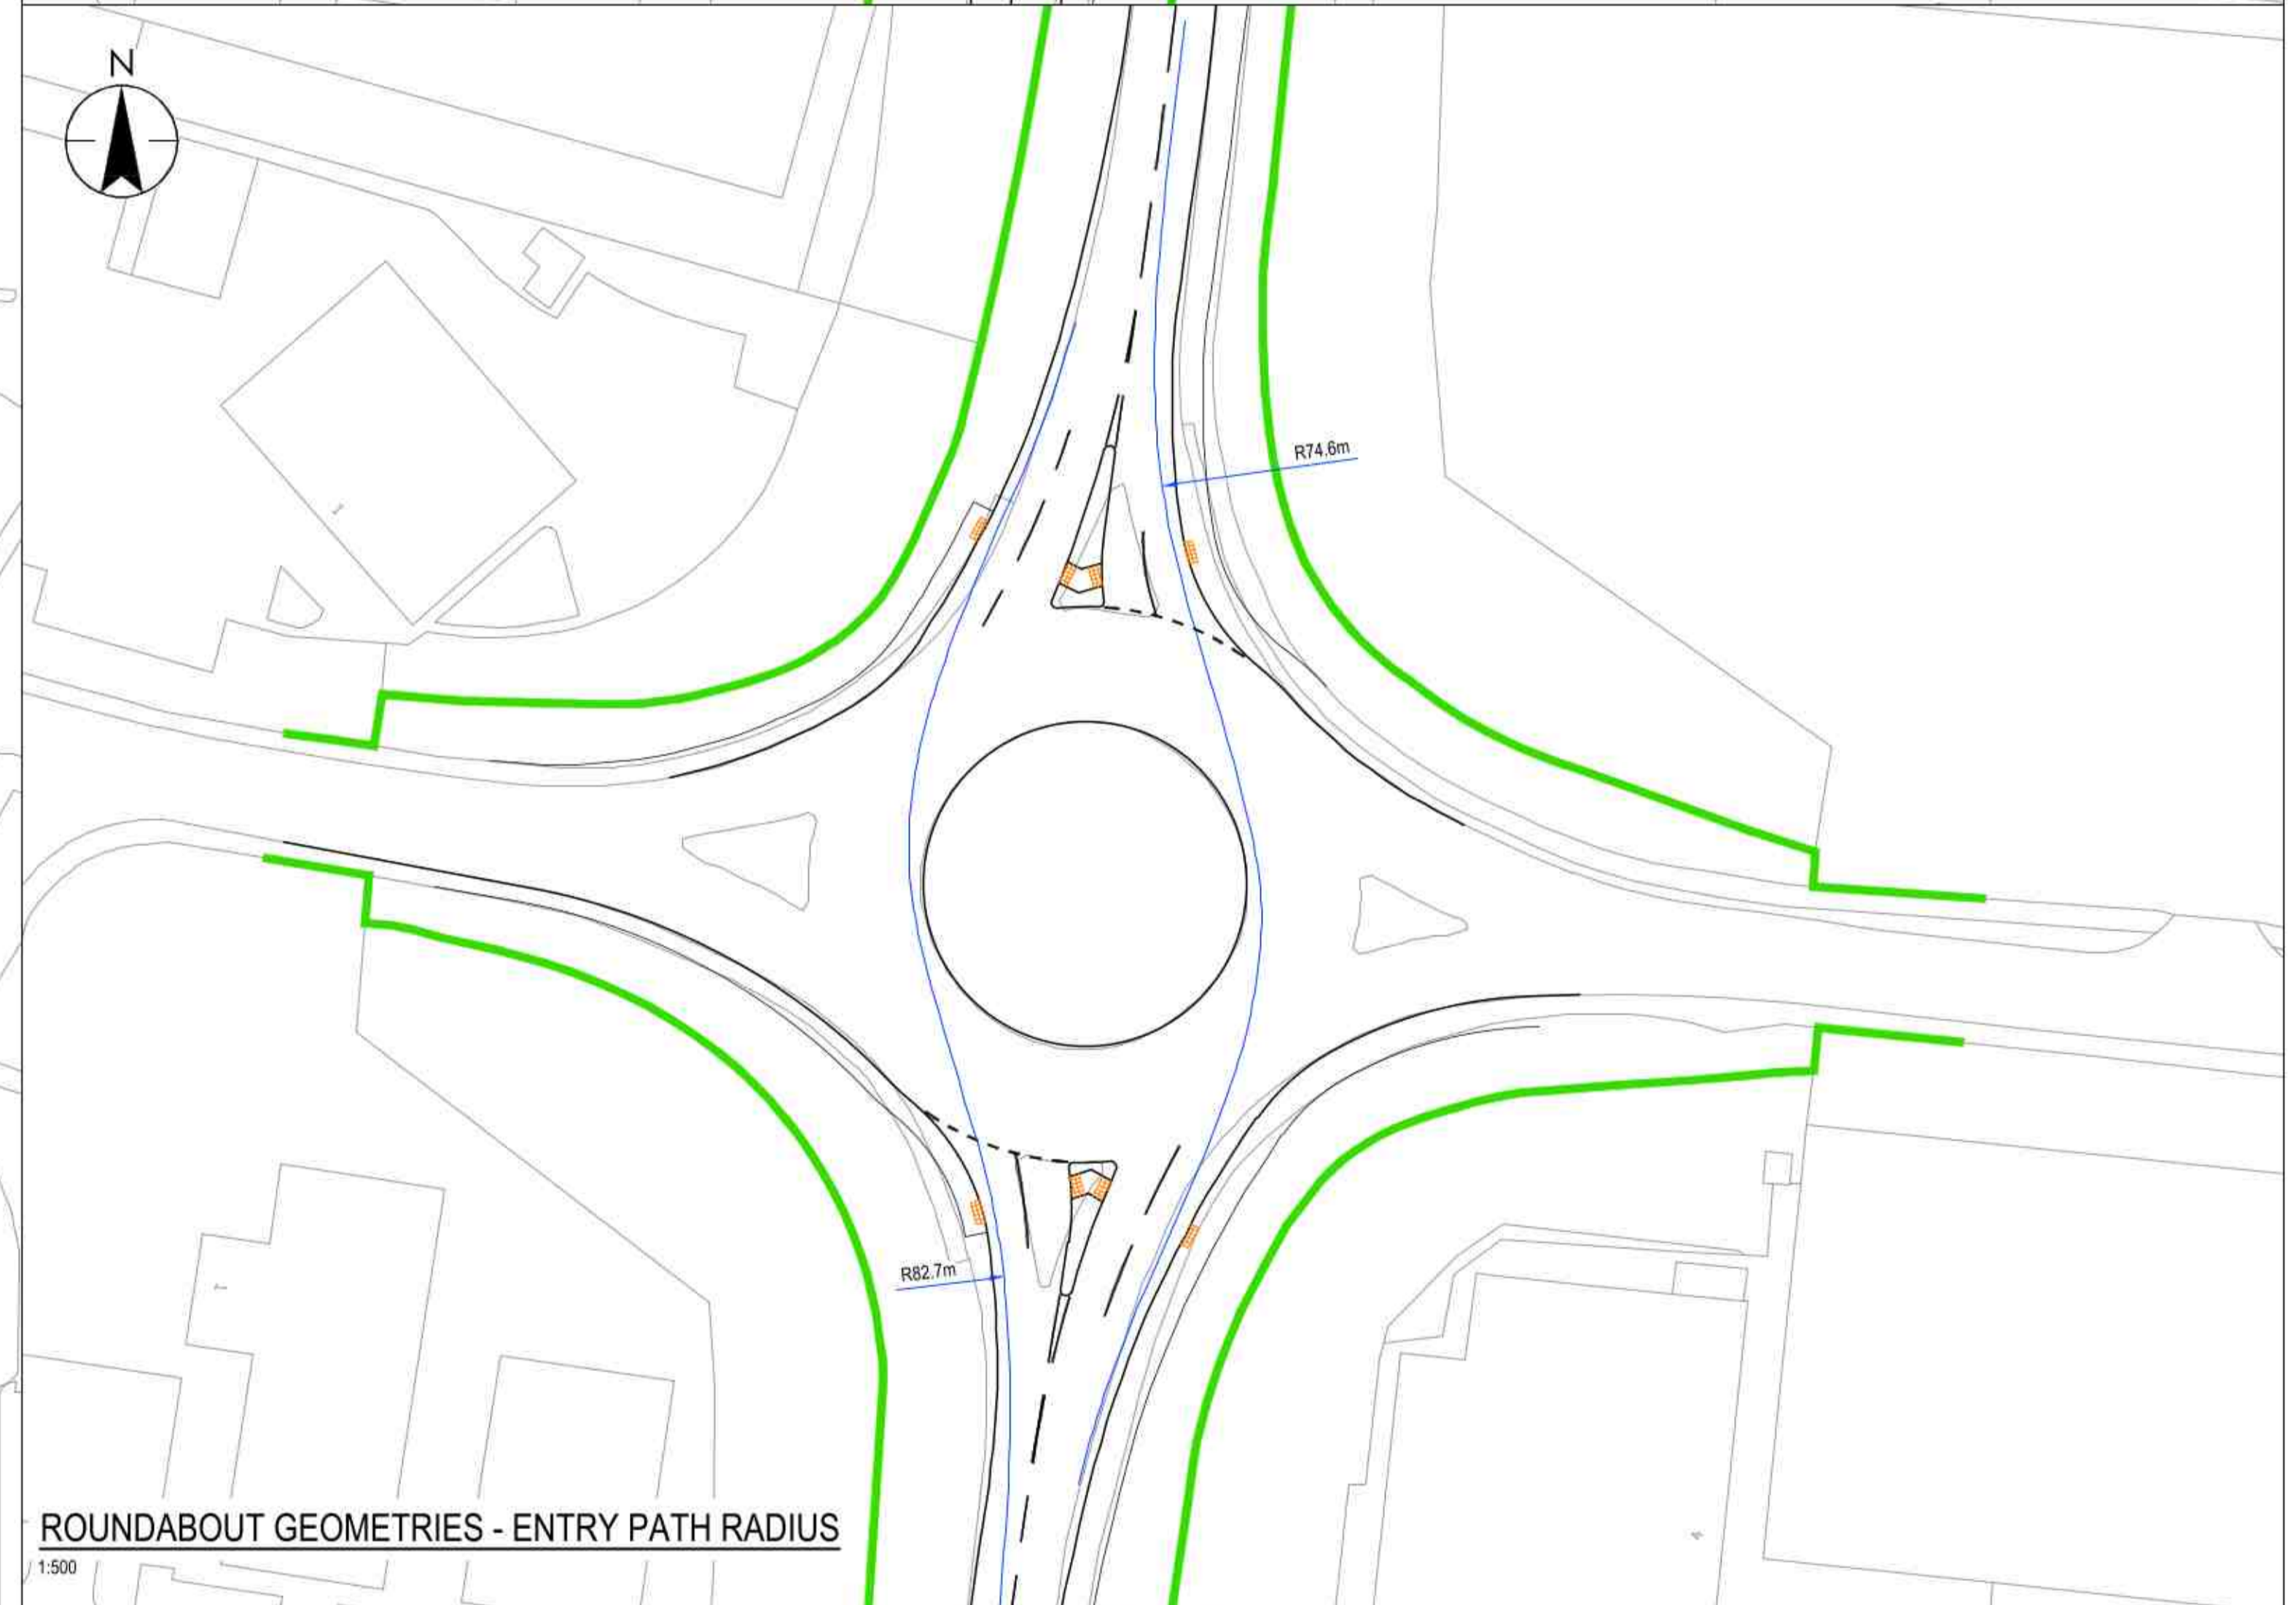 N
R74.6m
R82.7m
ROUNDABOUT GEOMETRIES - ENTRY PATH RADIUS
1:500